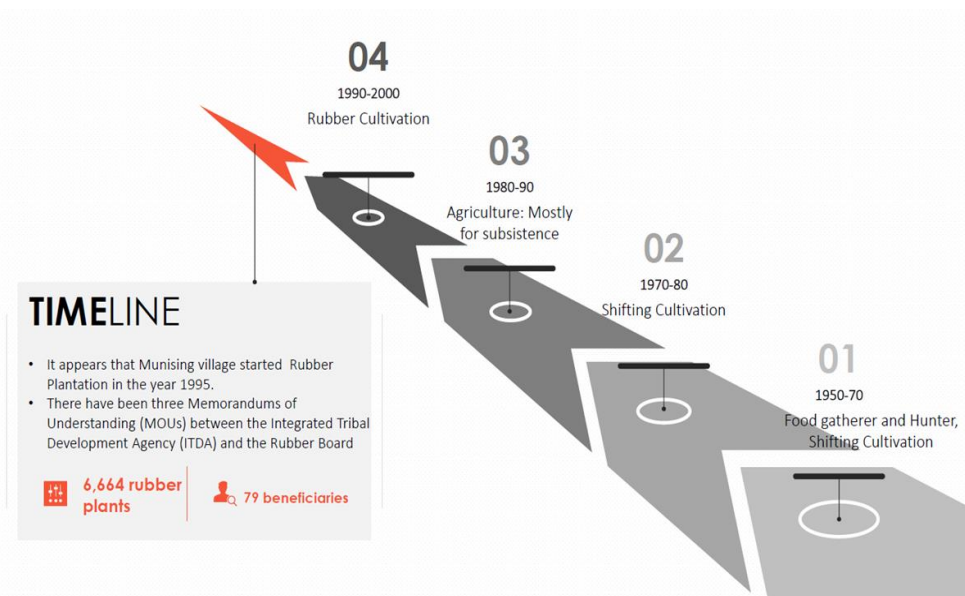 04
1990-2000
Rubber Cultivation
03
1980-90
Agriculture: Mostly
for subsistence
02
1970-80
Shifting Cultivation
01
1950-70
Food gatherer and Hunter,
Shifting Cultivation
TIMELINE
• It appears that Munising village started Rubber
Plantation in the year 1995.
• There have been three Memorandums of
Understanding (MOUs) between the Integrated Tribal
Development Agency (ITDA) and the Rubber Board
6,664 rubber
plants
79 beneficiaries